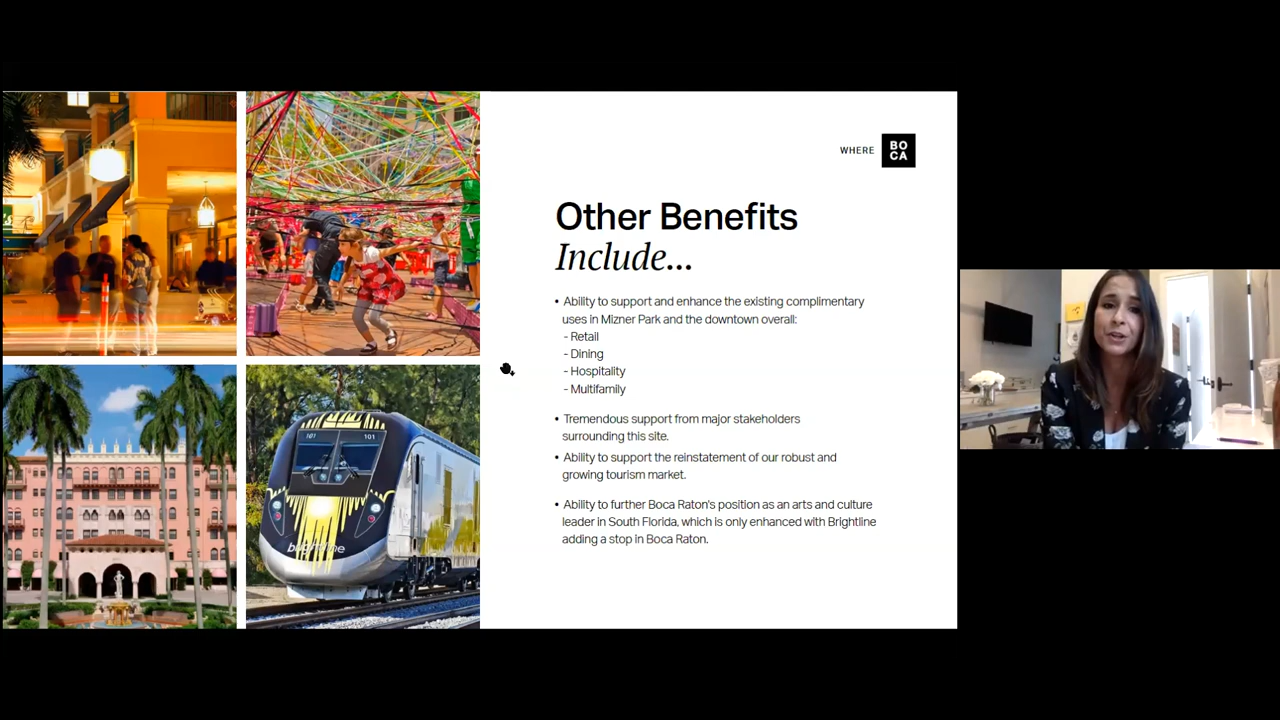 WHERE
BO
CA
Other Benefits
Include...
• Ability to support and enhance the existing complimentary
uses in Mizner Park and the downtown overall:
- Retail
- Dining
- Hospitality
- Multifamily
• Tremendous support from major stakeholders
surrounding this site.
• Ability to support the reinstatement of our robust and
growing tourism market.
• Ability to further Boca Raton's position as an arts and culture
leader in South Florida, which is only enhanced with Brightline
adding a stop in Boca Raton.
101
101
brightline